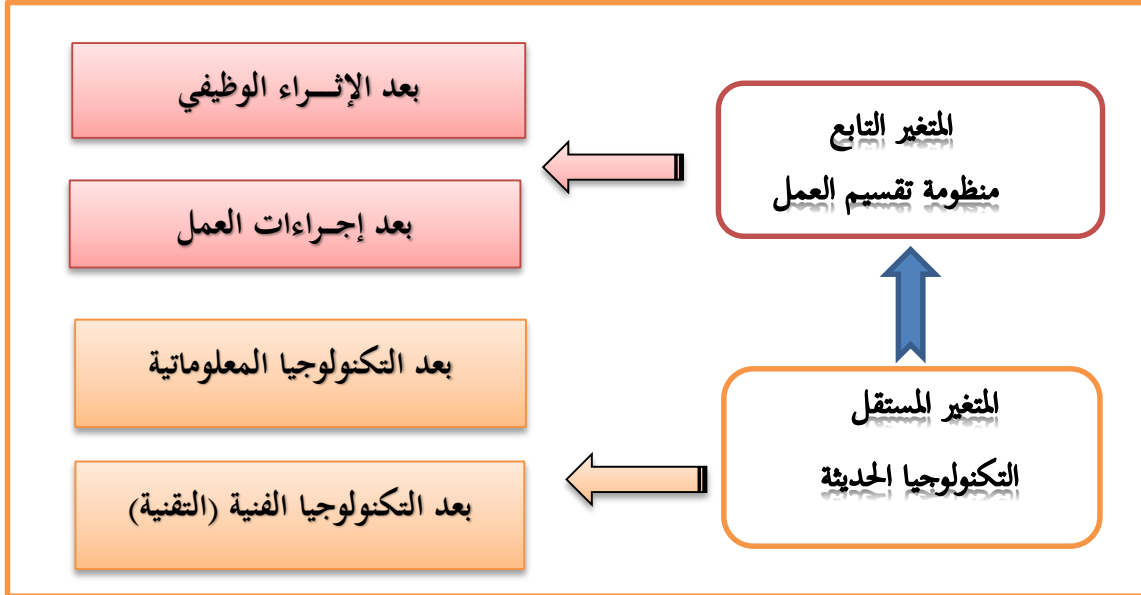 المتغير التابع
منظومة تقسيم العمل
بعد الإثــراء الوظيفي
بعد إجــراءات العمل
المتغير المستقل
التكنولوجيا الحديثة
بعد التكنولوجيا المعلوماتية
بعد التكنولوجيا الفنية (التقنية)